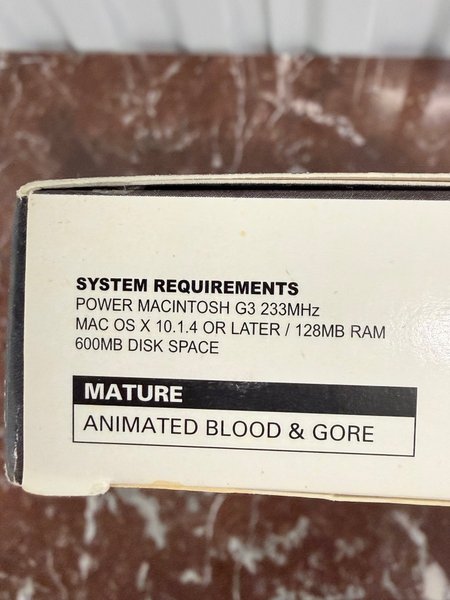 SYSTEM REQUIREMENTS
POWER MACINTOSH G3 233MHz
MAC OS X 10.1.4 OR LATER / 128MB RAM
600MB DISK SPACE
MATURE
ANIMATED BLOOD & GORE